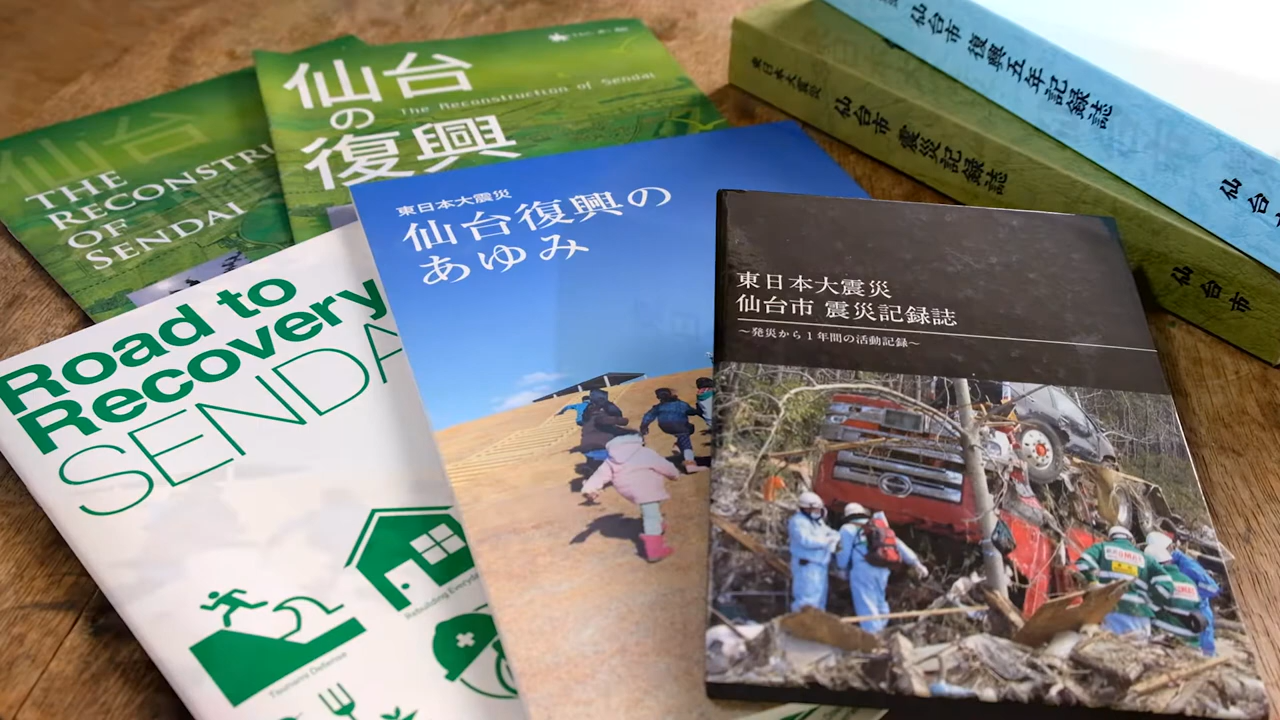 仙台
THE
RECONSTRU
OF
SENDAI
仙台
の
The Reconstruction of Sendai
復興
Road to
Recovery
SENDA
Rebuilding Everyda
Tsunami Defense
東日本大震災
仙台復興の
あゆみ
東日本大震災
仙台市 震災記録誌
~発災から1年間の活動記録~
東日本大震災 仙台市 震災記録誌
仙台市
仙台市 復興五年記録誌
仙台